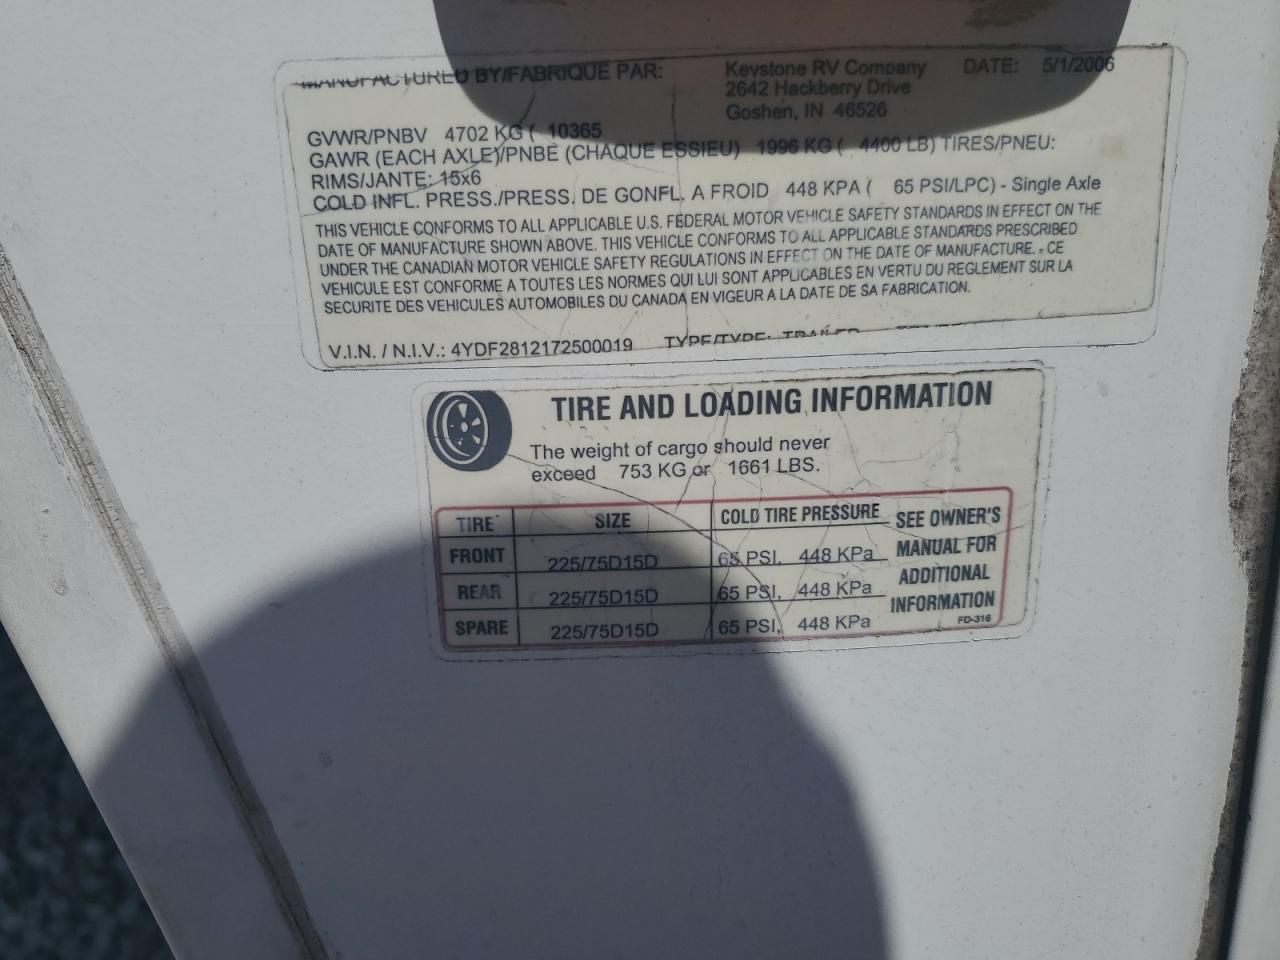 MANUFACTURED BY/FABRIQUE PAR: Keystone RV Company DATE: 5/1/2006
2642 Hackberry Drive
Goshen, IN 46526
GVWR/PNBV 4702 KG ( 10365
GAWR (EACH AXLE)/PNBE (CHAQUE ESSIEU) 1996 KG ( 4400 LB) TIRES/PNEU:
RIMS/JANTE: 15x6
COLD INFL. PRESS./PRESS. DE GONFL. A FROID 448 KPA ( 65 PSI/LPC) - Single Axle
THIS VEHICLE CONFORMS TO ALL APPLICABLE U.S. FEDERAL MOTOR VEHICLE SAFETY STANDARDS IN EFFECT ON THE
DATE OF MANUFACTURE SHOWN ABOVE. THIS VEHICLE CONFORMS TO ALL APPLICABLE STANDARDS PRESCRIBED
UNDER THE CANADIAN MOTOR VEHICLE SAFETY REGULATIONS IN EFFECT ON THE DATE OF MANUFACTURE. - CE
VEHICULE EST CONFORME A TOUTES LES NORMES QUI LUI SONT APPLICABLES EN VERTU DU REGLEMENT SUR LA
SECURITE DES VEHICULES AUTOMOBILES DU CANADA EN VIGEUR A LA DATE DE SA FABRICATION.
V.I.N. / N.I.V.: 4YDF2812172500019 TYPE/TYPE: TRAILER
TIRE AND LOADING INFORMATION
The weight of cargo should never
exceed 753 KG or 1661 LBS.
TIRE SIZE COLD TIRE PRESSURE
FRONT 225/75D15D 65 PSI, 448 KPa
REAR 225/75D15D 65 PSI, 448 KPa
SPARE 225/75D15D 65 PSI, 448 KPa
SEE OWNER'S
MANUAL FOR
ADDITIONAL
INFORMATION
FD-316